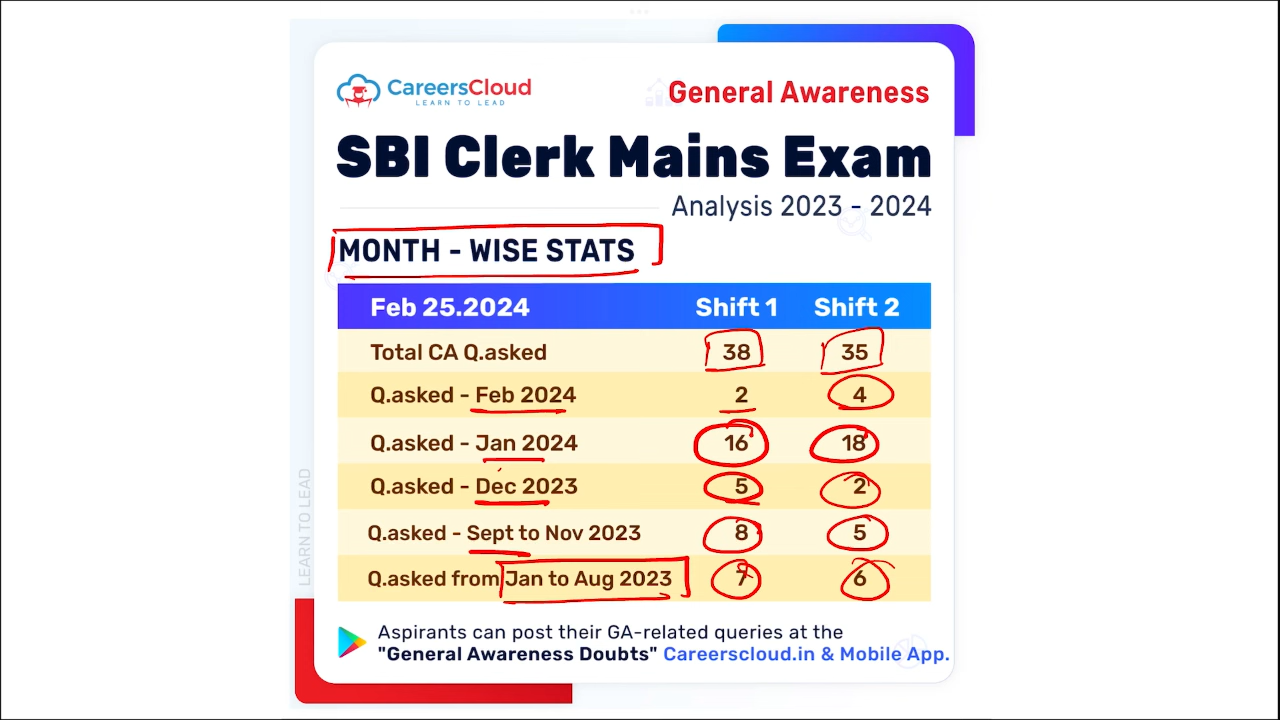 CareersCloud
LEARN TO LEAD
General Awareness
SBI Clerk Mains Exam
Analysis 2023 - 2024
MONTH - WISE STATS
Feb 25.2024 Shift 1 Shift 2
Total CA Q.asked 38 35
Q.asked - Feb 2024 2 4
Q.asked - Jan 2024 16 18
Q.asked - Dec 2023 5 2
Q.asked - Sept to Nov 2023 8 5
Q.asked from Jan to Aug 2023 7 6
LEARN TO LEAD
Aspirants can post their GA-related queries at the
"General Awareness Doubts" Careerscloud.in & Mobile App.